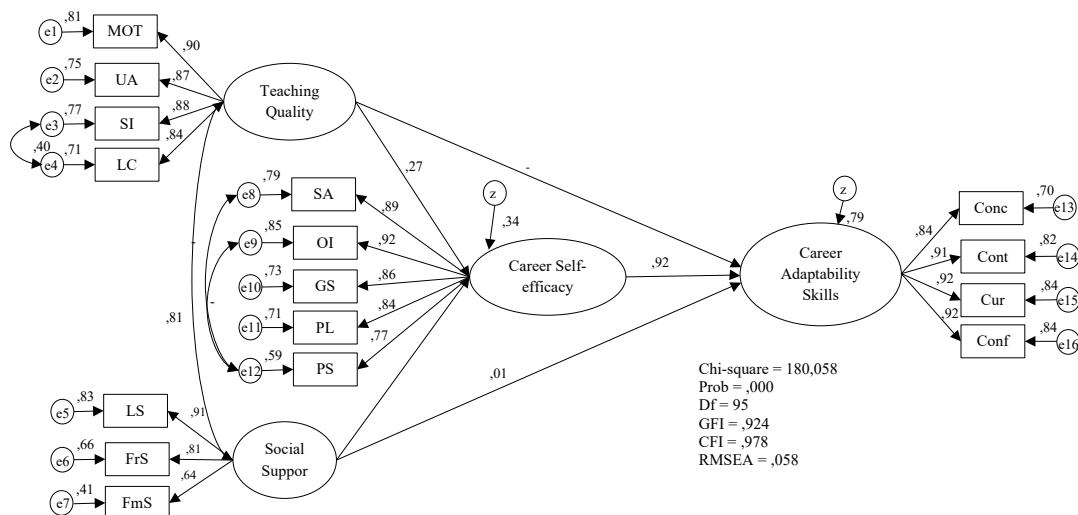 ,81
e1
MOT
,90
,75
e2
UA
,87
Teaching
Quality
,77
e3
SI
,88
,40
e4
,71
LC
,84
-
,27
,79
e8
SA
,89
z
,34
z
,79
,85
e9
OI
,92
-
-
,73
e10
GS
,86
Career Self-
efficacy
,92
Career
Adaptability
Skills
,71
e11
PL
,84
,59
e12
PS
,77
Conc
,70
e13
,84
Cont
,82
e14
,91
Cur
,84
e15
,92
Conf
,84
e16
,92
,81
,01
,83
e5
LS
,91
,66
e6
FrS
,81
Social
Suppor
,41
e7
FmS
,64
Chi-square = 180,058
Prob = ,000
Df = 95
GFI = ,924
CFI = ,978
RMSEA = ,058